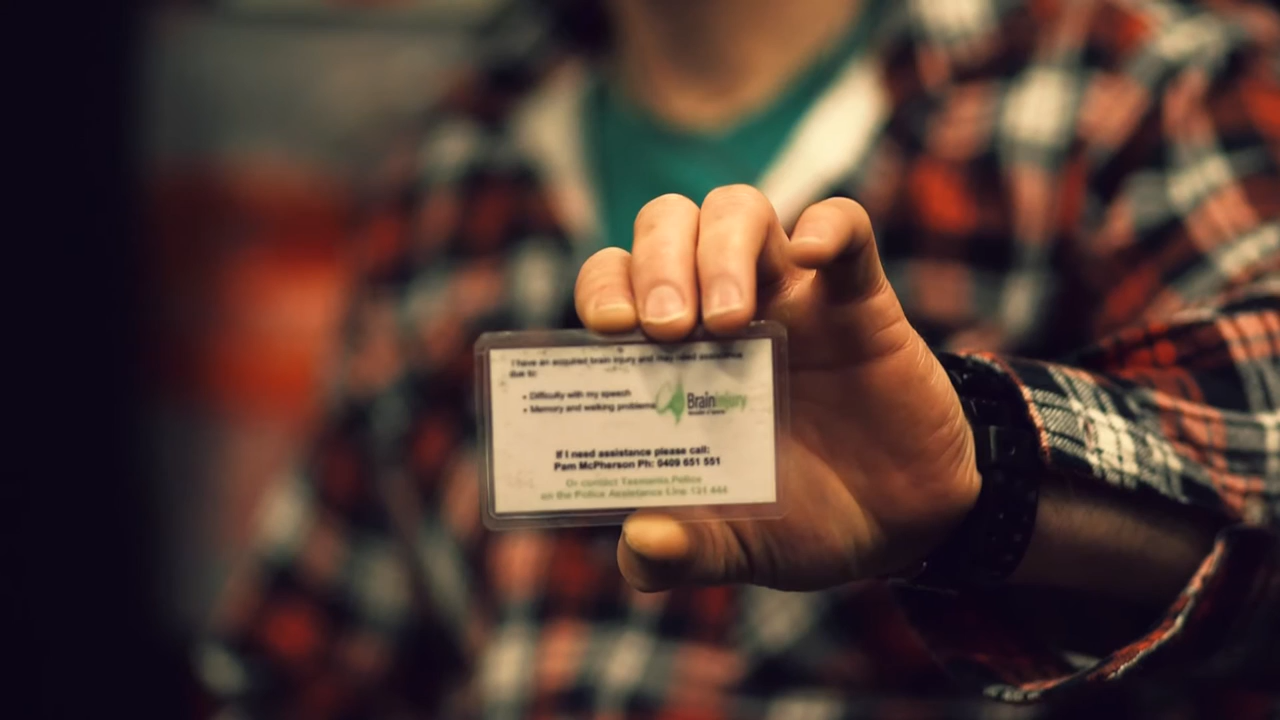 I have an acquired brain injury and may need assistance
due to:
• Difficulty with my speech
• Memory and walking problems
BrainInjury
If I need assistance please call:
Pam McPherson Ph: 0409 651 551
Or contact Tasmania Police
on the Police Assistance Line 131 444